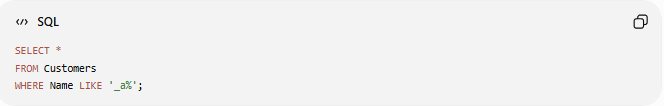 </> SQL
SELECT *
FROM Customers
WHERE Name LIKE '_a%';